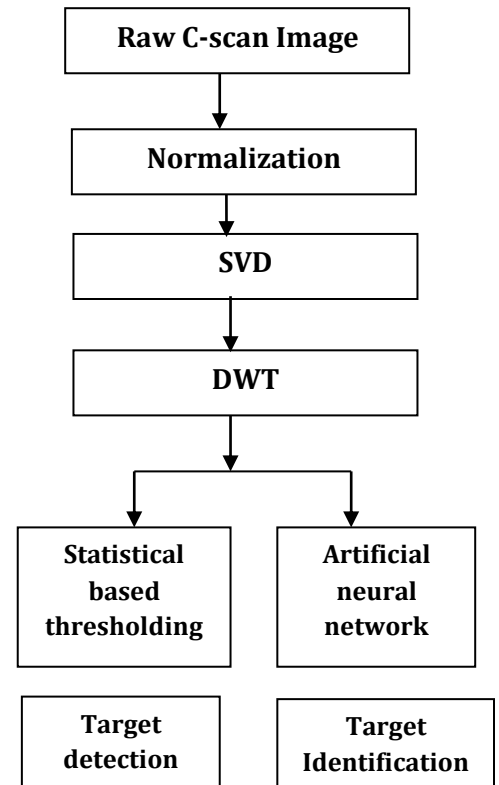 Raw C-scan Image
Normalization
SVD
DWT
Statistical
based
thresholding
Artificial
neural
network
Target
detection
Target
Identification